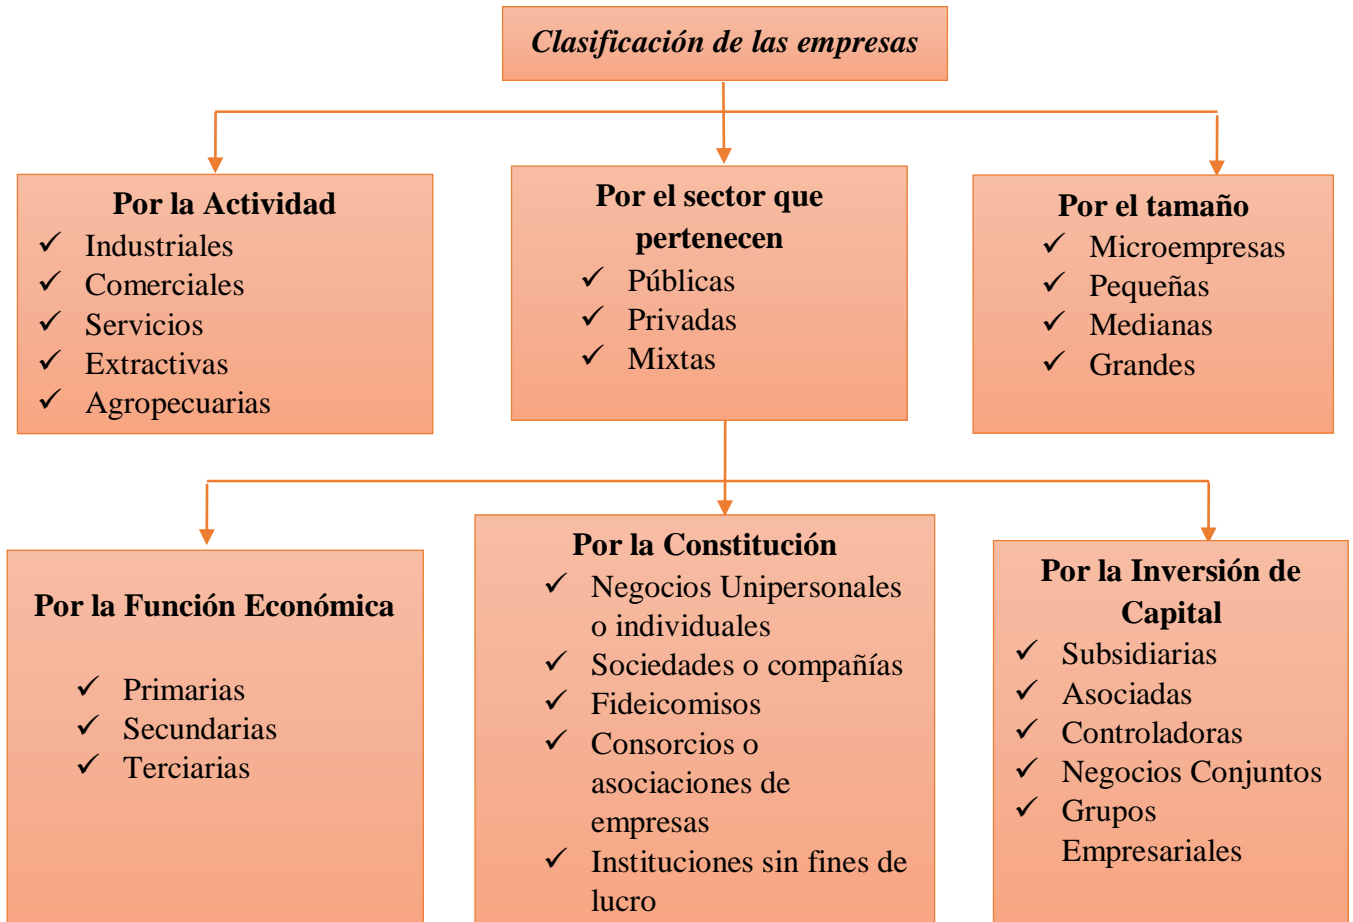 Clasificación de las empresas
Por la Actividad
✓ Industriales
✓ Comerciales
✓ Servicios
✓ Extractivas
✓ Agropecuarias
Por el sector que
pertenecen
✓ Públicas
✓ Privadas
✓ Mixtas
Por el tamaño
✓ Microempresas
✓ Pequeñas
✓ Medianas
✓ Grandes
Por la Función Económica
✓ Primarias
✓ Secundarias
✓ Terciarias
Por la Constitución
✓ Negocios Unipersonales
o individuales
✓ Sociedades o compañías
✓ Fideicomisos
✓ Consorcios o
asociaciones de
empresas
✓ Instituciones sin fines de
lucro
Por la Inversión de
Capital
✓ Subsidiarias
✓ Asociadas
✓ Controladoras
✓ Negocios Conjuntos
✓ Grupos
Empresariales